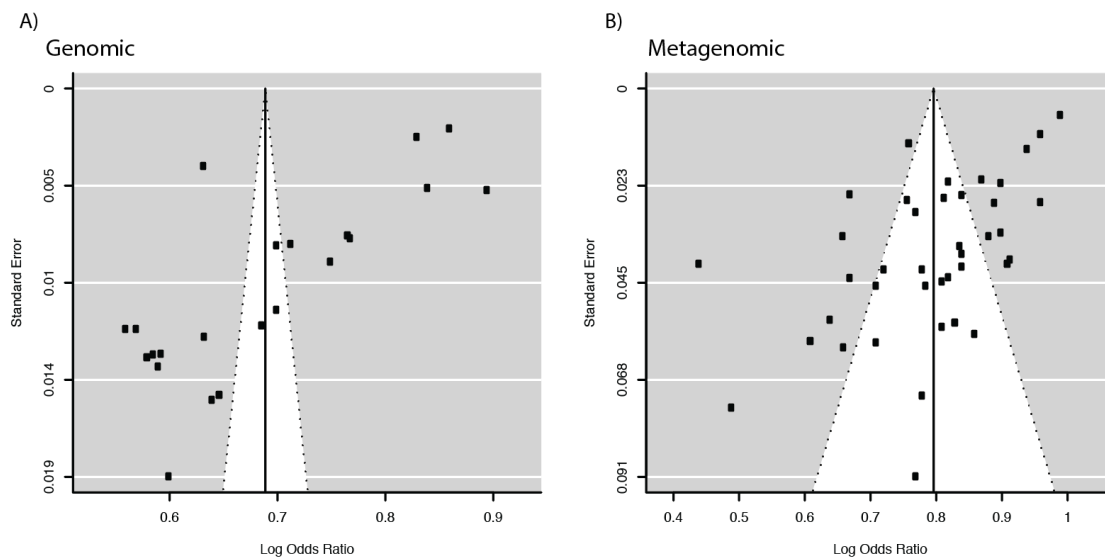 A)
Genomic
0
0.005
0.01
0.014
0.019
Standard Error
0.6
0.7
0.8
0.9
Log Odds Ratio
B)
Metagenomic
0
0.023
0.045
0.068
0.091
Standard Error
0.4
0.5
0.6
0.7
0.8
0.9
1
Log Odds Ratio